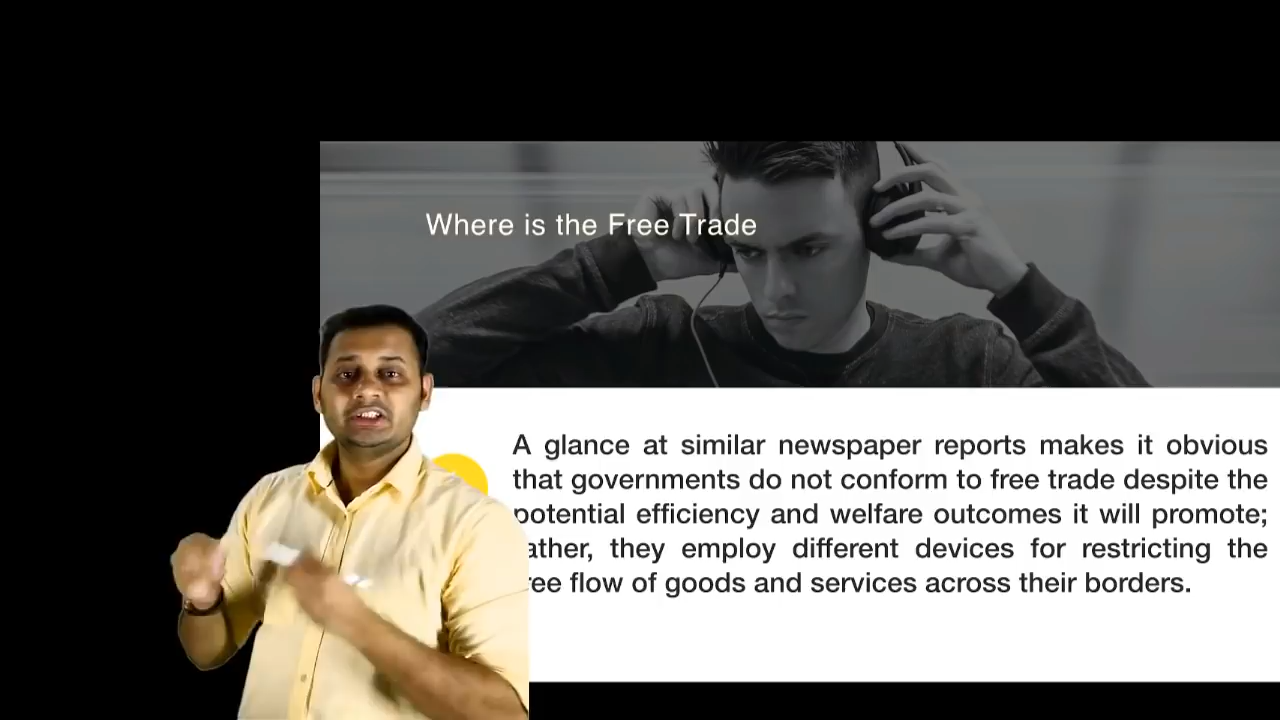 Where is the Free Trade
A glance at similar newspaper reports makes it obvious
that governments do not conform to free trade despite the
potential efficiency and welfare outcomes it will promote;
rather, they employ different devices for restricting the
free flow of goods and services across their borders.